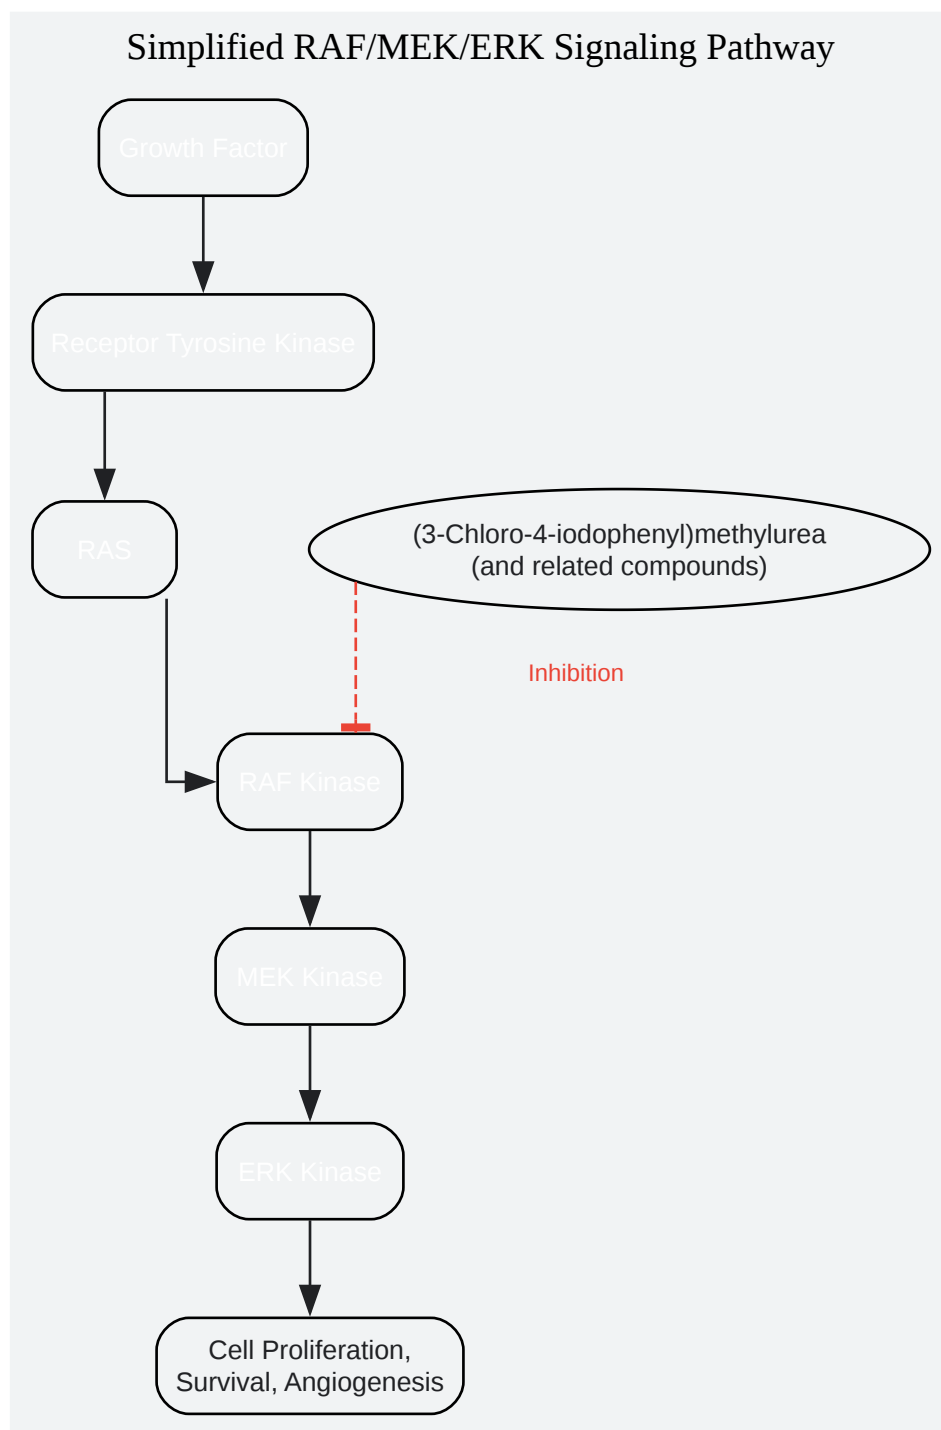 Simplified RAF/MEK/ERK Signaling Pathway
Growth Factor
Receptor Tyrosine Kinase
RAS
(3-Chloro-4-iodophenyl)methylurea
(and related compounds)
Inhibition
RAF Kinase
MEK Kinase
ERK Kinase
Cell Proliferation,
Survival, Angiogenesis